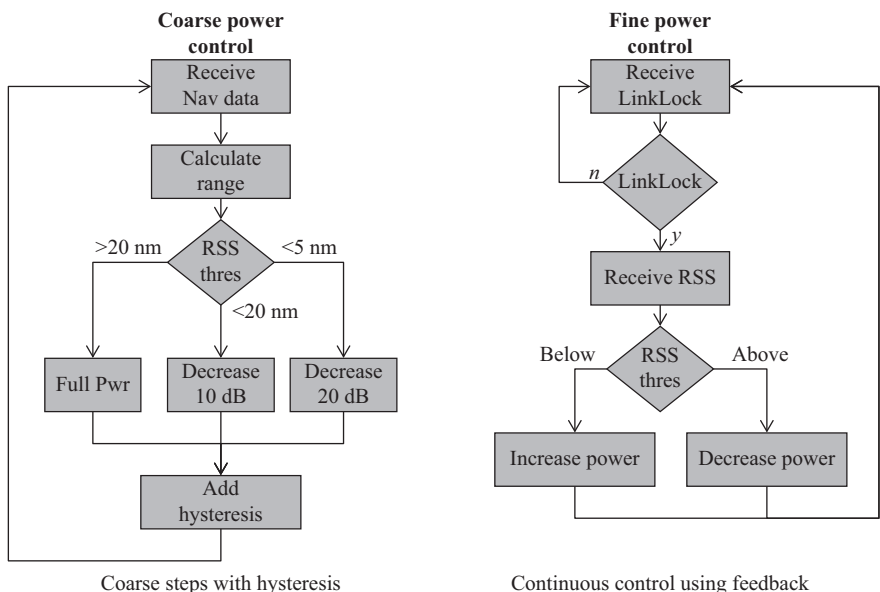 Coarse power
control
Receive
Nav data
Calculate
range
RSS
thres
>20 nm
<5 nm
<20 nm
Full Pwr
Decrease
10 dB
Decrease
20 dB
Add
hysteresis
Coarse steps with hysteresis
Fine power
control
Receive
LinkLock
LinkLock
n
y
Receive RSS
RSS
thres
Below
Above
Increase power
Decrease power
Continuous control using feedback